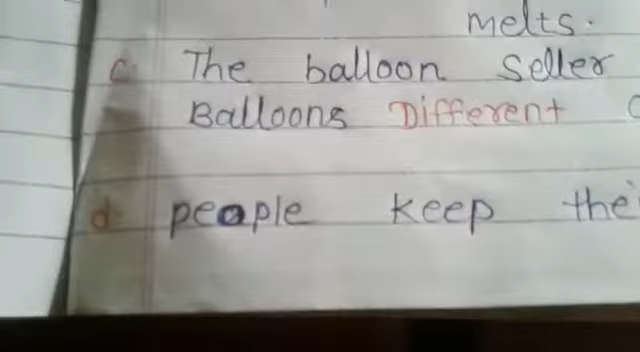 melts.
c. The balloon Seller
Balloons Different
d. people keep the